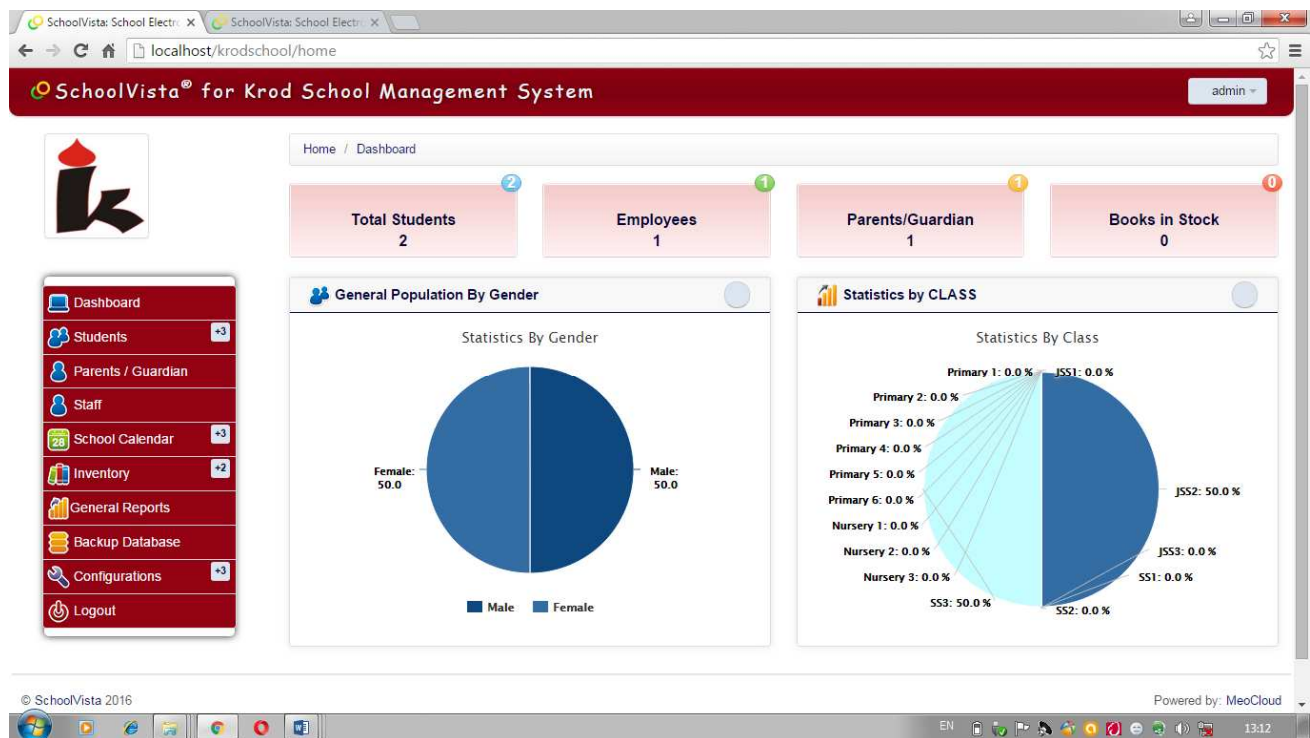 SchoolVista: School Electro
SchoolVista: School Electro
localhost/krodschool/home
SchoolVista® for Krod School Management System
admin
k
Home / Dashboard
2
1
1
0
Total Students
2
Employees
1
Parents/Guardian
1
Books in Stock
0
Dashboard
Students +3
Parents / Guardian
Staff
28 School Calendar +3
Inventory +2
General Reports
Backup Database
Configurations +3
Logout
General Population By Gender
Statistics By Gender
Female:
50.0
Male:
50.0
Male Female
Statistics by CLASS
Statistics By Class
Primary 1: 0.0 %
JSS1: 0.0 %
Primary 2: 0.0 %
Primary 3: 0.0 %
Primary 4: 0.0 %
Primary 5: 0.0 %
JSS2: 50.0 %
Primary 6: 0.0 %
Nursery 1: 0.0 %
Nursery 2: 0.0 %
JSS3: 0.0 %
Nursery 3: 0.0 %
SS1: 0.0 %
SS3: 50.0 %
SS2: 0.0 %
© SchoolVista 2016
Powered by: MeoCloud
EN
13:12